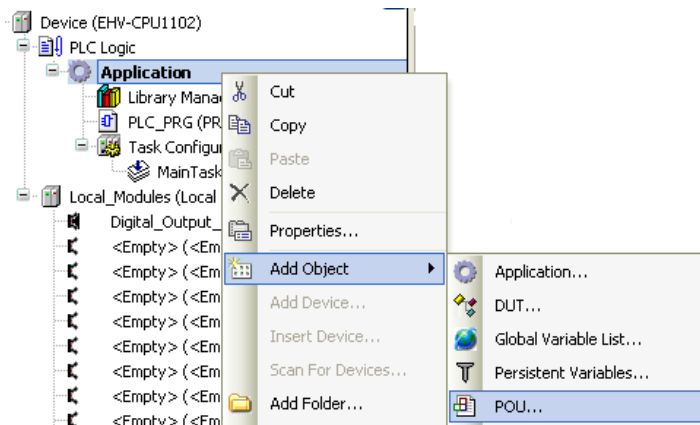 Device (EHV-CPU1102)
PLC Logic
Application
Library Mana
PLC_PRG (PR
Task Configur
MainTask
Local_Modules (Local
Digital_Output_
<Empty> (<Em
<Empty> (<Em
<Empty> (<Em
<Empty> (<Em
<Empty> (<Em
<Empty> (<Em
<Empty> (<Em
<Empty> (<Em
Cut
Copy
Paste
Delete
Properties...
Add Object
Add Device...
Insert Device...
Scan For Devices...
Add Folder...
Application...
DUT...
Global Variable List...
Persistent Variables...
POU...